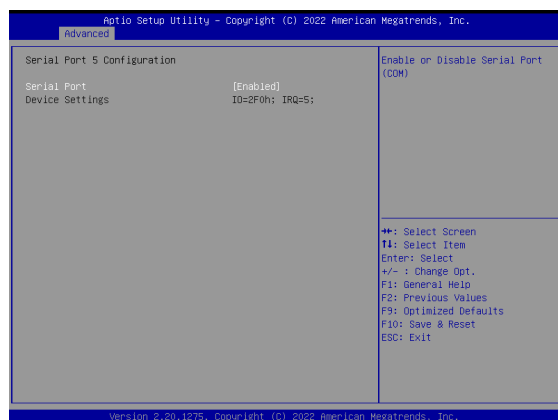 Aptio Setup Utility – Copyright (C) 2022 American Megatrends, Inc.
Advanced
Serial Port 5 Configuration
Serial Port [Enabled]
Device Settings IO=2F0h; IRQ=5;
Enable or Disable Serial Port
(COM)
→←: Select Screen
↑↓: Select Item
Enter: Select
+/- : Change Opt.
F1: General Help
F2: Previous Values
F9: Optimized Defaults
F10: Save & Reset
ESC: Exit
Version 2.20.1275. Copyright (C) 2022 American Megatrends, Inc.